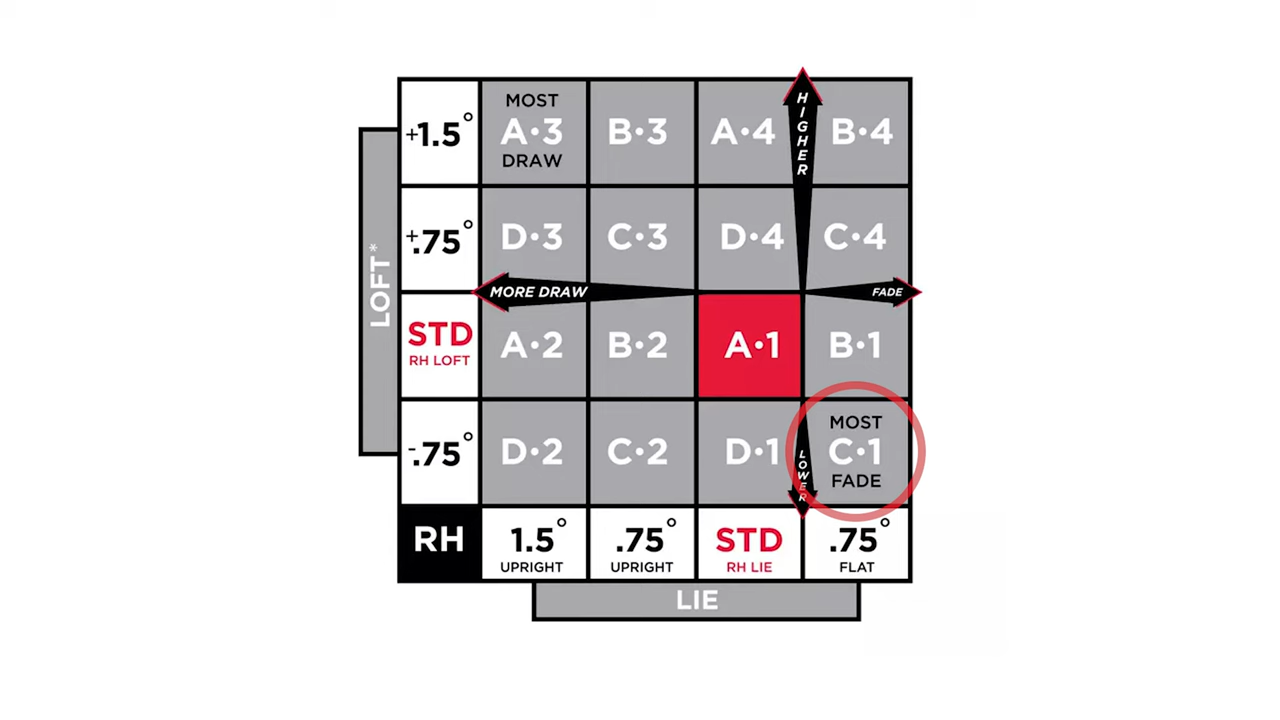 +1.5°
MOST
A•3
DRAW
B•3
A•4
HIGHER
B•4
LOFT*
+.75°
D•3
C•3
D•4
C•4
MORE DRAW
FADE
STD
RH LOFT
A•2
B•2
A•1
B•1
-.75°
D•2
C•2
D•1
LOWER
MOST
C•1
FADE
RH
1.5°
UPRIGHT
.75°
UPRIGHT
STD
RH LIE
.75°
FLAT
LIE